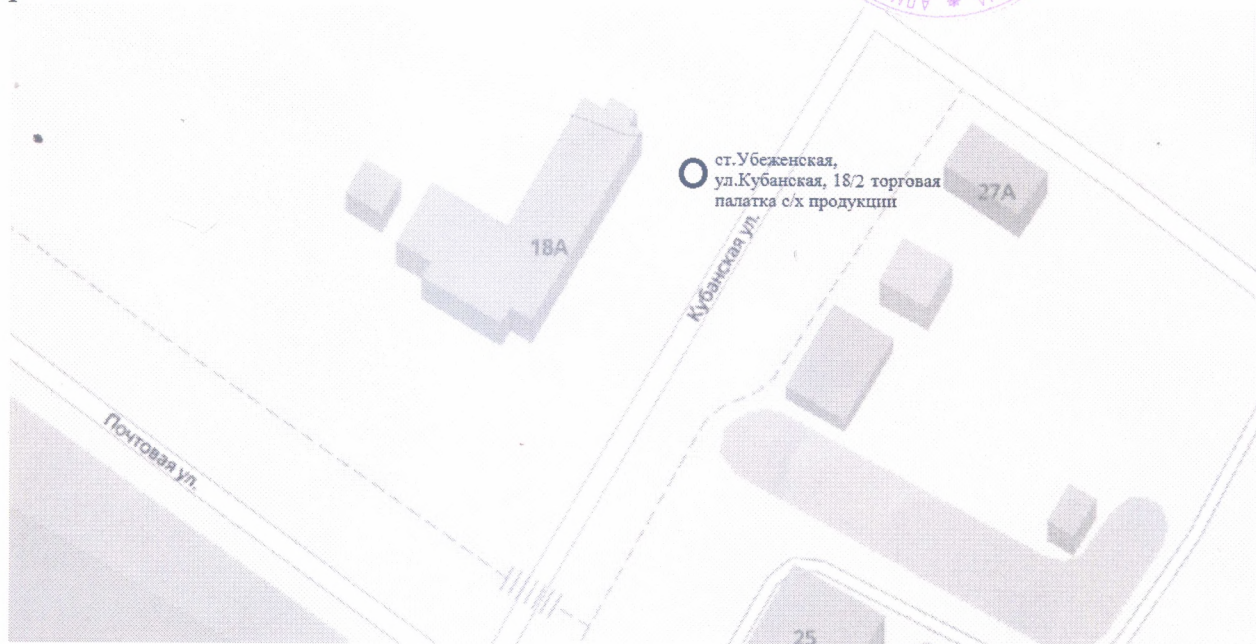 ст.Убеженская,
ул.Кубанская, 18/2 торговая
палатка с/х продукции
27А
18А
Кубанская ул.
Почтовая ул.
25